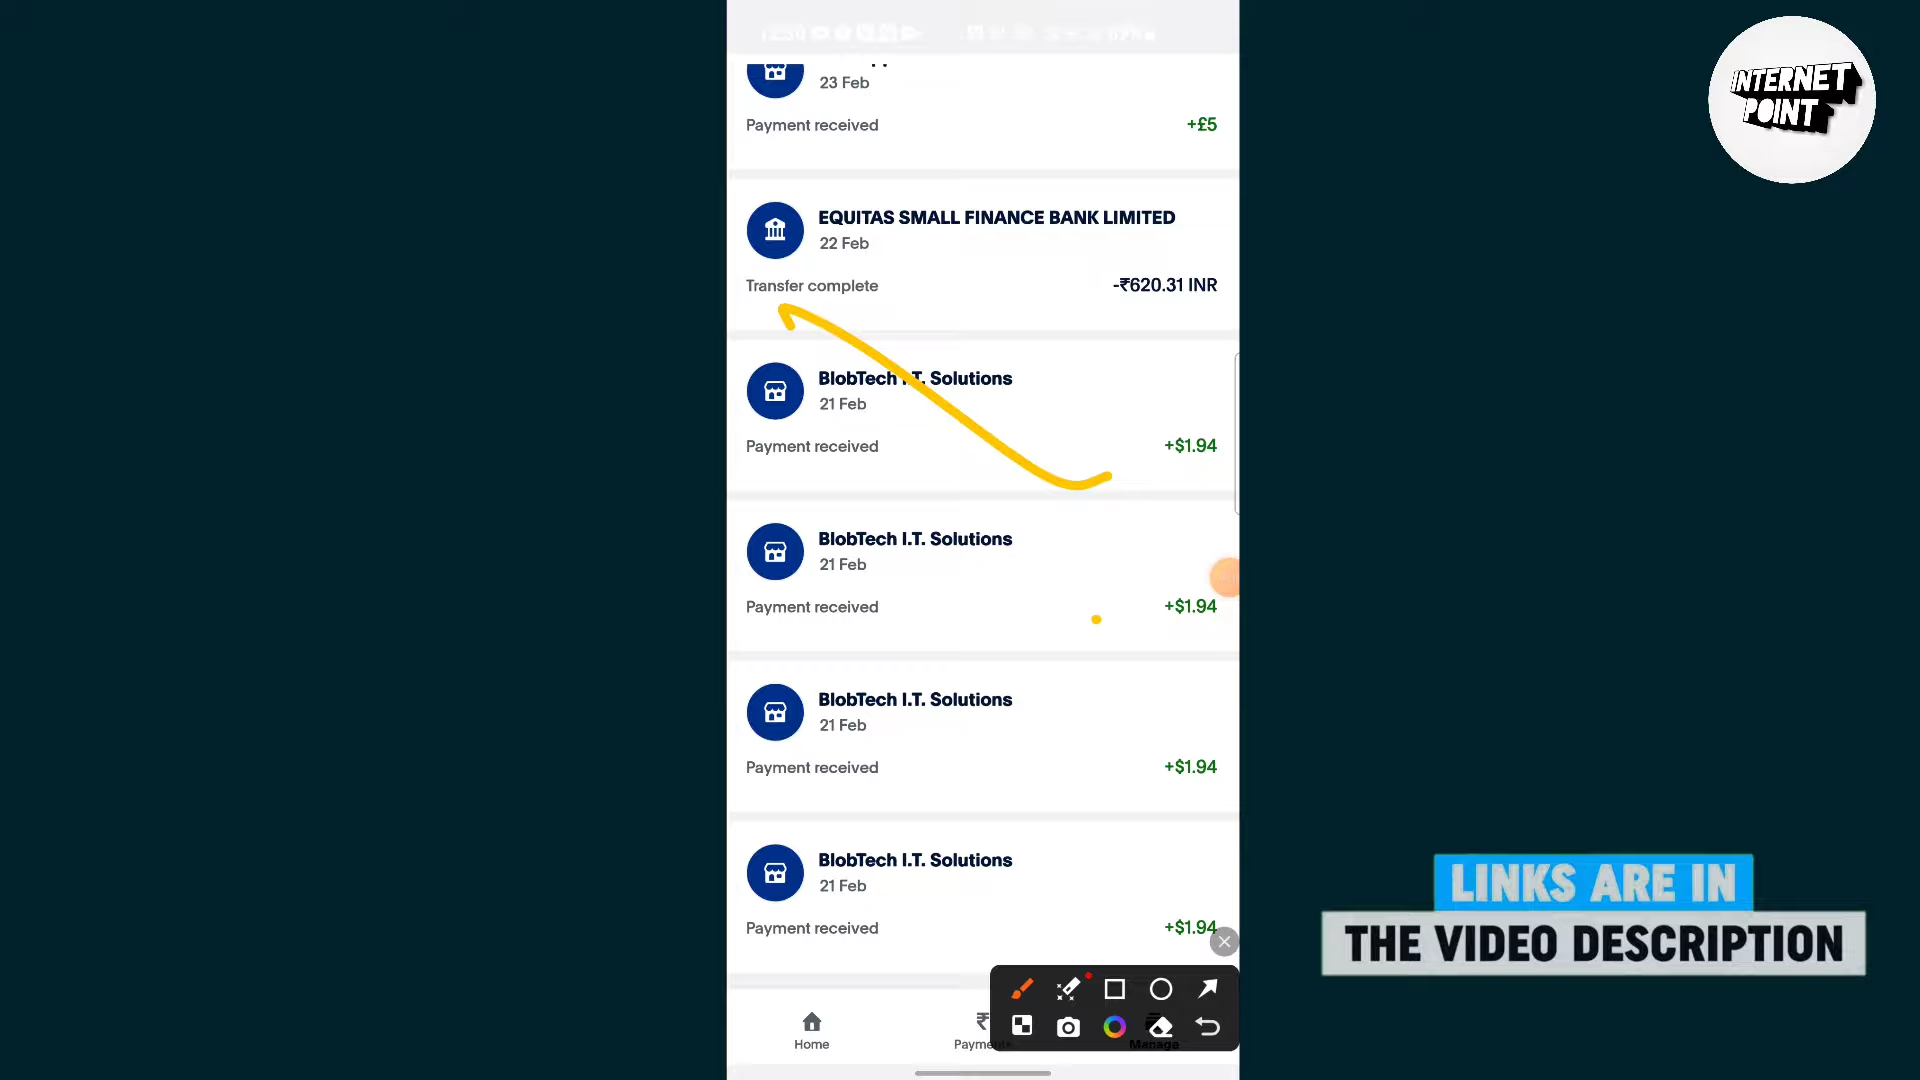 INTERNET
POINT
23 Feb
Payment received +£5
EQUITAS SMALL FINANCE BANK LIMITED
22 Feb
Transfer complete -₹620.31 INR
BlobTech I.T. Solutions
21 Feb
Payment received +$1.94
BlobTech I.T. Solutions
21 Feb
Payment received +$1.94
BlobTech I.T. Solutions
21 Feb
Payment received +$1.94
BlobTech I.T. Solutions
21 Feb
Payment received +$1.94
LINKS ARE IN
THE VIDEO DESCRIPTION
Home Manage